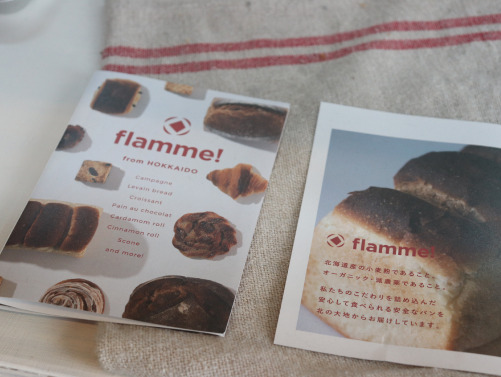 flamme!
from HOKKAIDO
Campagne
Levain bread
Croissant
Pain au chocolat
Cardamom roll
Cinnamon roll
Scone
and more!
flamme!
北海道産の小麦粉であること。
オーガニック・低農薬であること。
私たちのこだわりを詰め込んだ
安心して食べられる安全なパンを
北の大地からお届けしています。